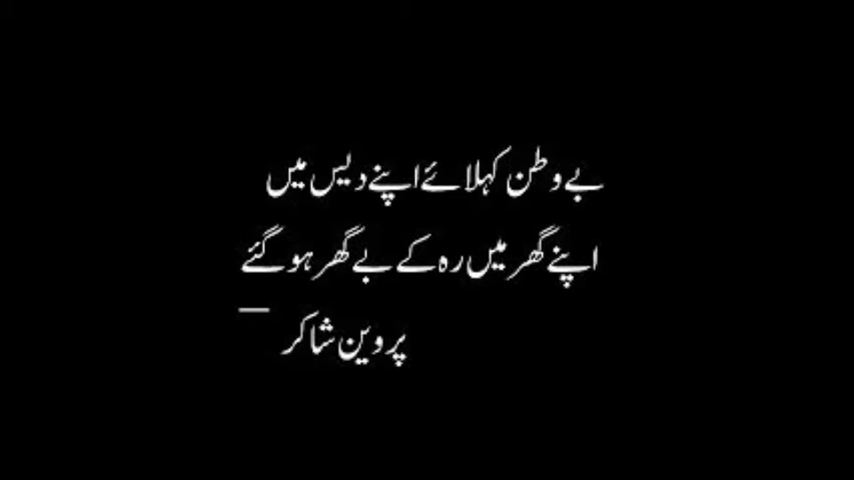 بے وطن کہلائے اپنے دیس میں
اپنے گھر میں رہ کے بے گھر ہو گئے
—
پروین شاکر